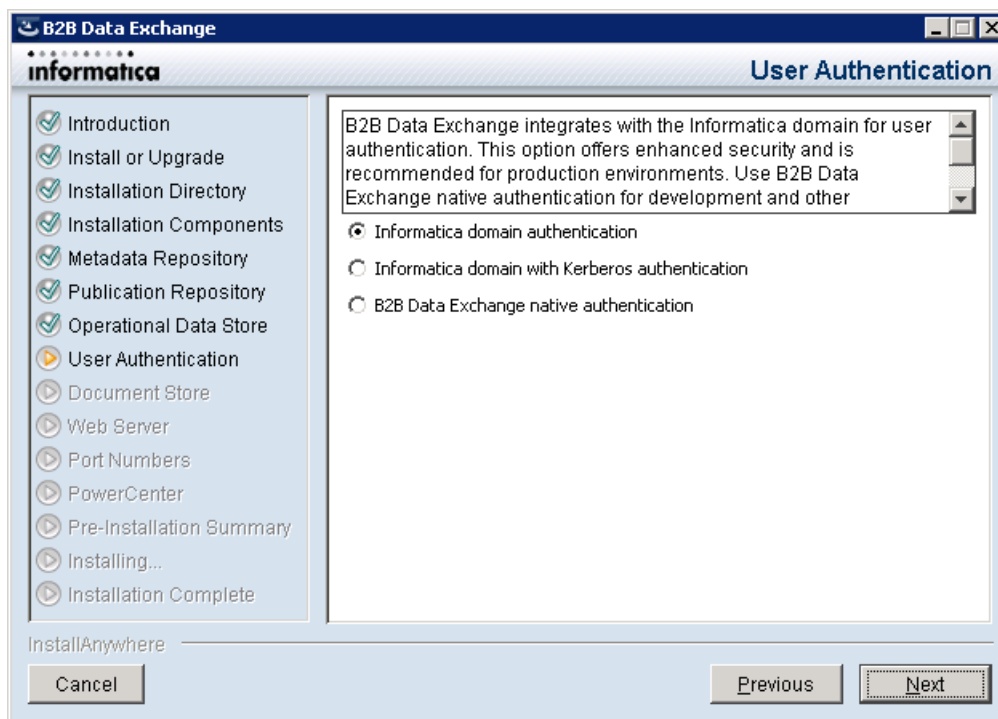 B2B Data Exchange
informatica
User Authentication
Introduction
Install or Upgrade
Installation Directory
Installation Components
Metadata Repository
Publication Repository
Operational Data Store
User Authentication
Document Store
Web Server
Port Numbers
PowerCenter
Pre-Installation Summary
Installing...
Installation Complete
B2B Data Exchange integrates with the Informatica domain for user
authentication. This option offers enhanced security and is
recommended for production environments. Use B2B Data
Exchange native authentication for development and other
Informatica domain authentication
Informatica domain with Kerberos authentication
B2B Data Exchange native authentication
InstallAnywhere
Cancel
Previous
Next